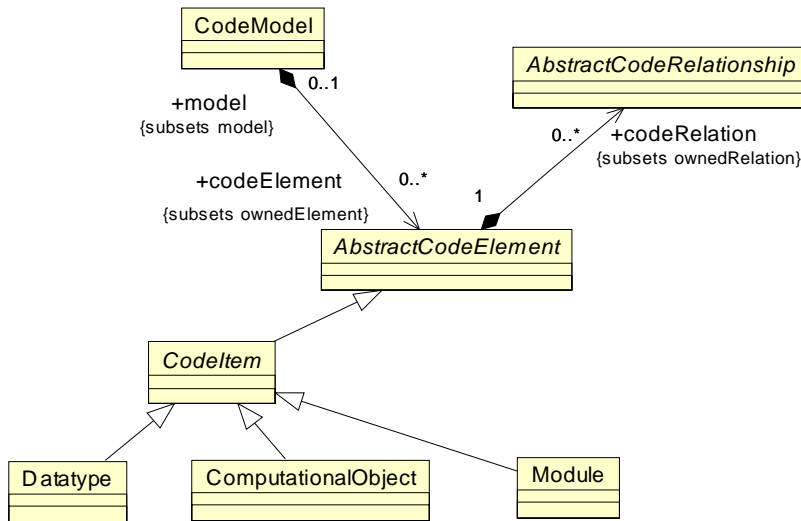 CodeModel
AbstractCodeRelationship
0..1
+model
{subsets model}
0..*
+codeRelation
{subsets ownedRelation}
+codeElement
0..*
{subsets ownedElement}
1
AbstractCodeElement
CodeItem
Datatype
ComputationalObject
Module